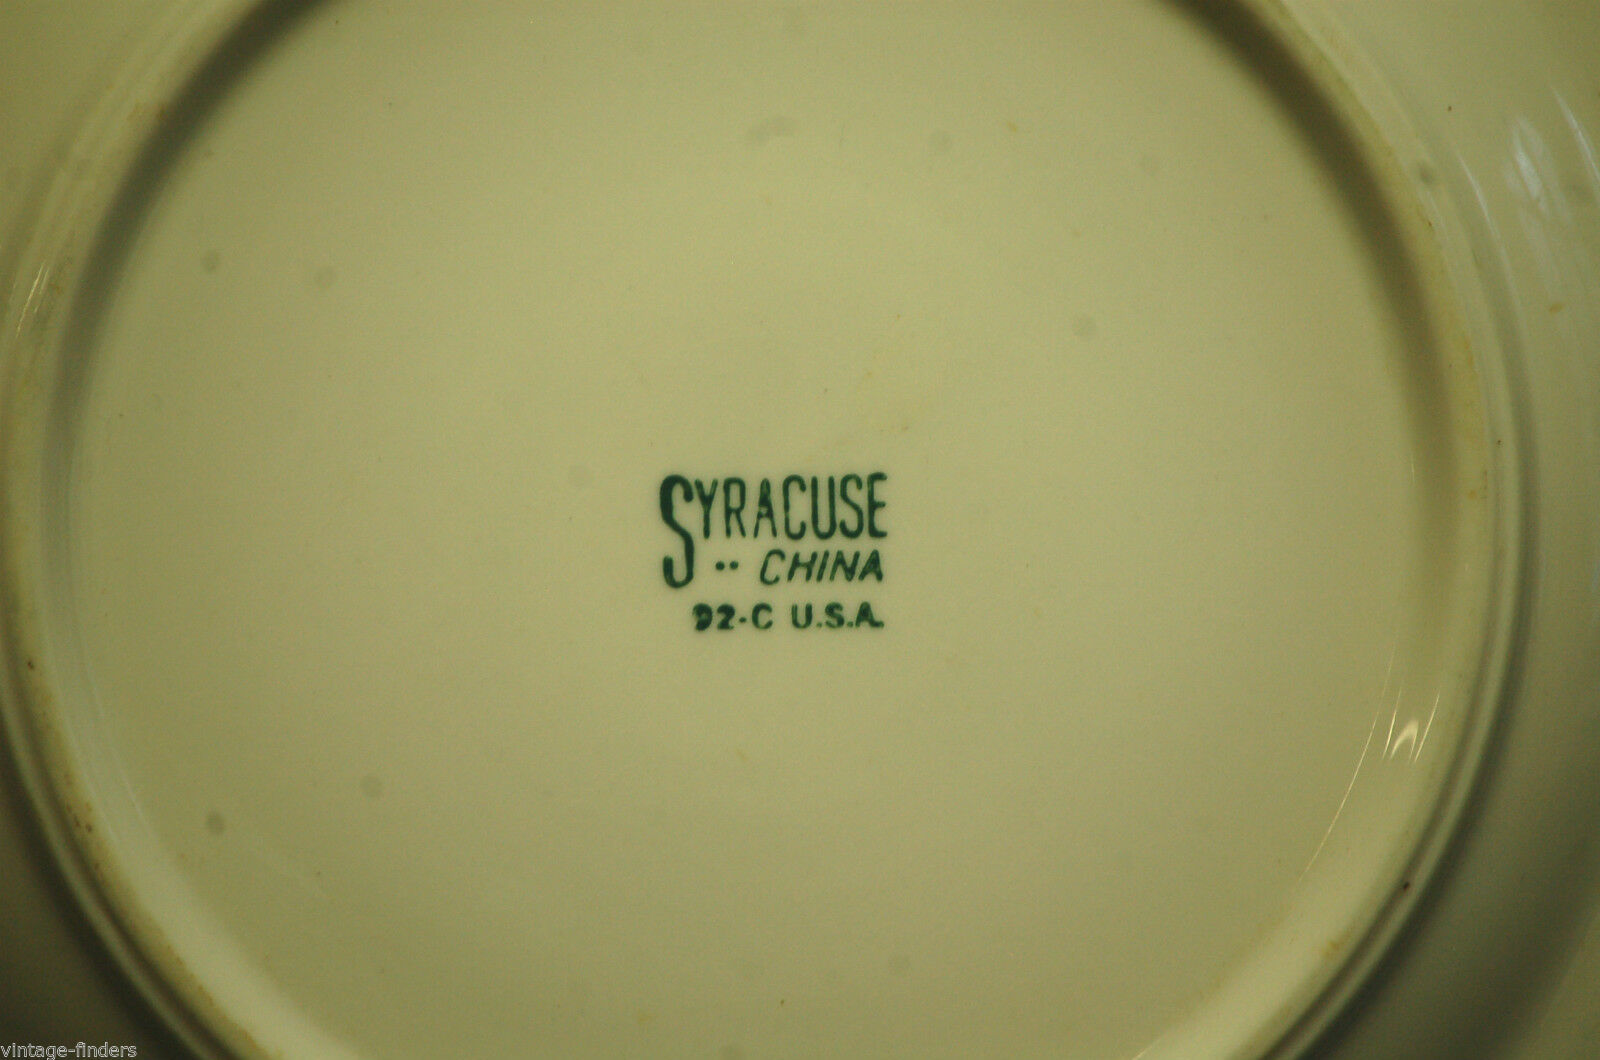 SYRACUSE
·· CHINA
92-C U.S.A.
vintage-finders